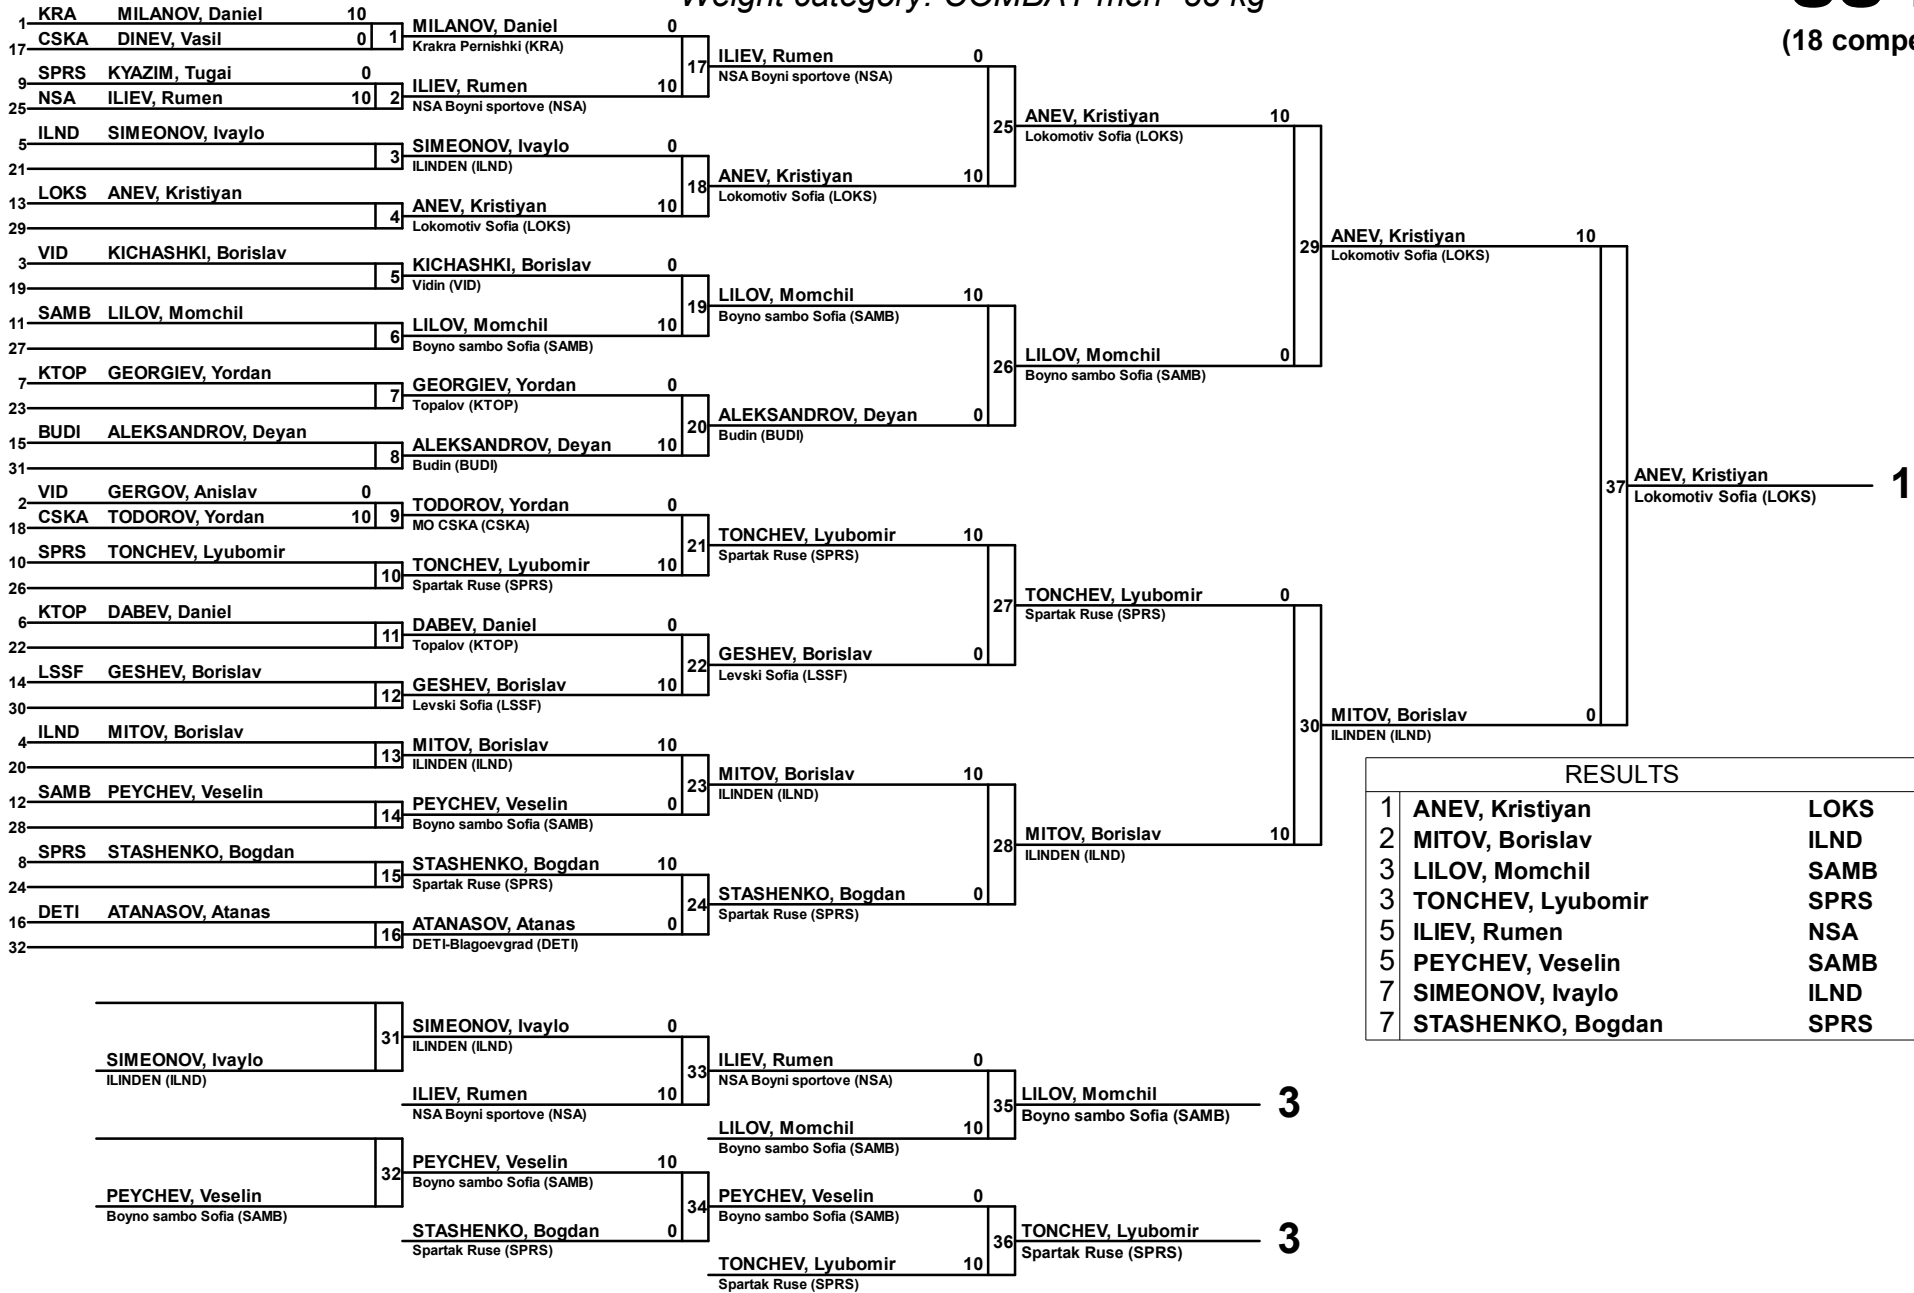 Weight category: COMBAT men -88 kg
(18 compe
1 KRA MILANOV, Daniel 10
17 CSKA DINEV, Vasil 0 1
9 SPRS KYAZIM, Tugai 0
25 NSA ILIEV, Rumen 10 2
5 ILND SIMEONOV, Ivaylo
21 3
13 LOKS ANEV, Kristiyan
29 4
3 VID KICHASHKI, Borislav
19 5
11 SAMB LILOV, Momchil
27 6
7 KTOP GEORGIEV, Yordan
23 7
15 BUDI ALEKSANDROV, Deyan
31 8
2 VID GERGOV, Anislav 0
18 CSKA TODOROV, Yordan 10 9
10 SPRS TONCHEV, Lyubomir
26 10
6 KTOP DABEV, Daniel
22 11
14 LSSF GESHEV, Borislav
30 12
4 ILND MITOV, Borislav
20 13
12 SAMB PEYCHEV, Veselin
28 14
8 SPRS STASHENKO, Bogdan
24 15
16 DETI ATANASOV, Atanas
32 16
MILANOV, Daniel 0
Krakra Pernishki (KRA)
17
ILIEV, Rumen 10
NSA Boyni sportove (NSA)
SIMEONOV, Ivaylo 0
ILINDEN (ILND)
18
ANEV, Kristiyan 10
Lokomotiv Sofia (LOKS)
KICHASHKI, Borislav 0
Vidin (VID)
19
LILOV, Momchil 10
Boyno sambo Sofia (SAMB)
GEORGIEV, Yordan 0
Topalov (KTOP)
20
ALEKSANDROV, Deyan 10
Budin (BUDI)
TODOROV, Yordan 0
MO CSKA (CSKA)
21
TONCHEV, Lyubomir 10
Spartak Ruse (SPRS)
DABEV, Daniel 0
Topalov (KTOP)
22
GESHEV, Borislav 10
Levski Sofia (LSSF)
MITOV, Borislav 10
ILINDEN (ILND)
23
PEYCHEV, Veselin 0
Boyno sambo Sofia (SAMB)
STASHENKO, Bogdan 10
Spartak Ruse (SPRS)
24
ATANASOV, Atanas 0
DETI-Blagoevgrad (DETI)
ILIEV, Rumen 0
NSA Boyni sportove (NSA)
25
ANEV, Kristiyan 10
Lokomotiv Sofia (LOKS)
LILOV, Momchil 10
Boyno sambo Sofia (SAMB)
26
ALEKSANDROV, Deyan 0
Budin (BUDI)
TONCHEV, Lyubomir 10
Spartak Ruse (SPRS)
27
GESHEV, Borislav 0
Levski Sofia (LSSF)
MITOV, Borislav 10
ILINDEN (ILND)
28
STASHENKO, Bogdan 0
Spartak Ruse (SPRS)
ANEV, Kristiyan 10
Lokomotiv Sofia (LOKS)
29
LILOV, Momchil 0
Boyno sambo Sofia (SAMB)
TONCHEV, Lyubomir 0
Spartak Ruse (SPRS)
30
MITOV, Borislav 10
ILINDEN (ILND)
ANEV, Kristiyan 10
Lokomotiv Sofia (LOKS)
37
MITOV, Borislav 0
ILINDEN (ILND)
ANEV, Kristiyan 1
Lokomotiv Sofia (LOKS)
RESULTS
1 ANEV, Kristiyan LOKS
2 MITOV, Borislav ILND
3 LILOV, Momchil SAMB
3 TONCHEV, Lyubomir SPRS
5 ILIEV, Rumen NSA
5 PEYCHEV, Veselin SAMB
7 SIMEONOV, Ivaylo ILND
7 STASHENKO, Bogdan SPRS
31
SIMEONOV, Ivaylo
ILINDEN (ILND)
SIMEONOV, Ivaylo 0
ILINDEN (ILND)
33
ILIEV, Rumen 10
NSA Boyni sportove (NSA)
ILIEV, Rumen 0
NSA Boyni sportove (NSA)
35
LILOV, Momchil 10
Boyno sambo Sofia (SAMB)
LILOV, Momchil 3
Boyno sambo Sofia (SAMB)
32
PEYCHEV, Veselin
Boyno sambo Sofia (SAMB)
PEYCHEV, Veselin 10
Boyno sambo Sofia (SAMB)
34
STASHENKO, Bogdan 0
Spartak Ruse (SPRS)
PEYCHEV, Veselin 0
Boyno sambo Sofia (SAMB)
36
TONCHEV, Lyubomir 10
Spartak Ruse (SPRS)
TONCHEV, Lyubomir 3
Spartak Ruse (SPRS)